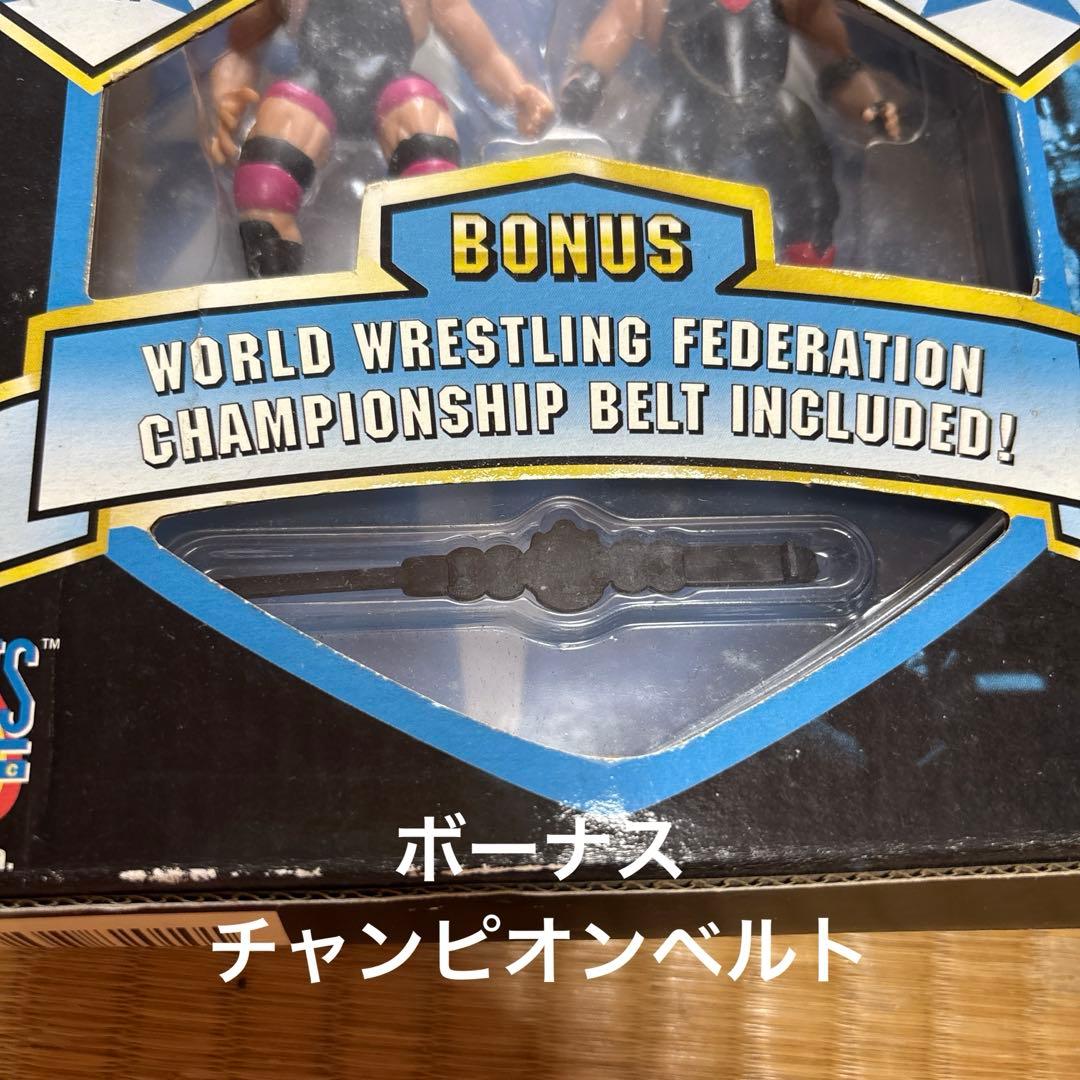 BONUS
WORLD WRESTLING FEDERATION
CHAMPIONSHIP BELT INCLUDED!
TM
ボーナス
チャンピオンベルト